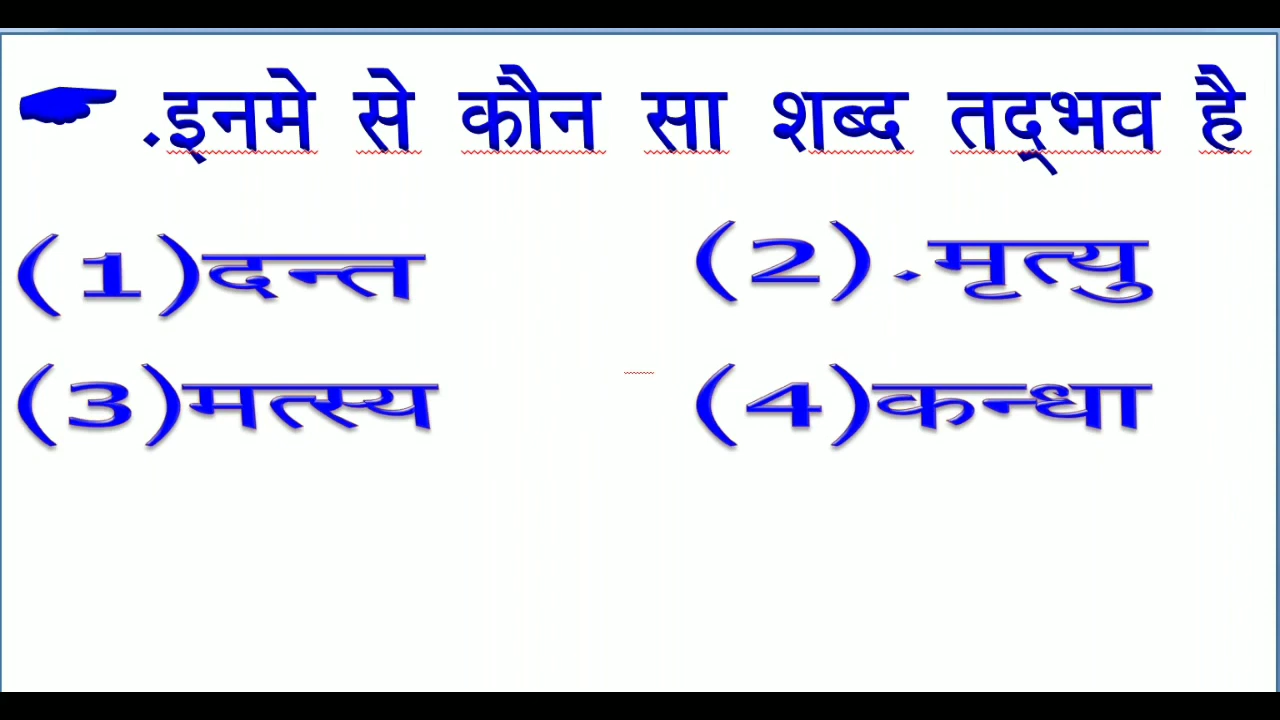 ☛ .इनमे से कौन सा शब्द तद्भव है
(1)दन्त (2).मृत्यु
(3)मत्स्य (4)कन्धा